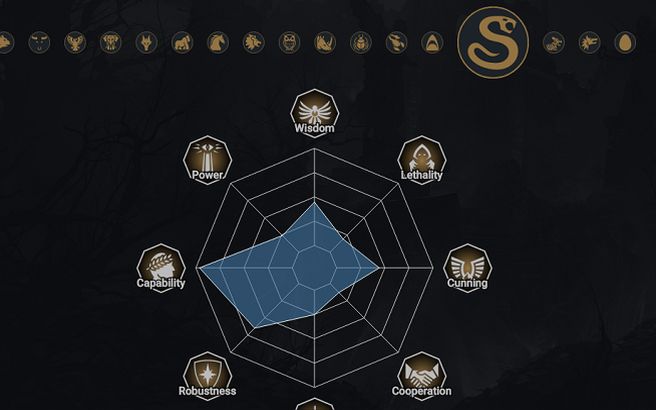 Wisdom
Power
Lethality
Capability
Cunning
Robustness
Cooperation